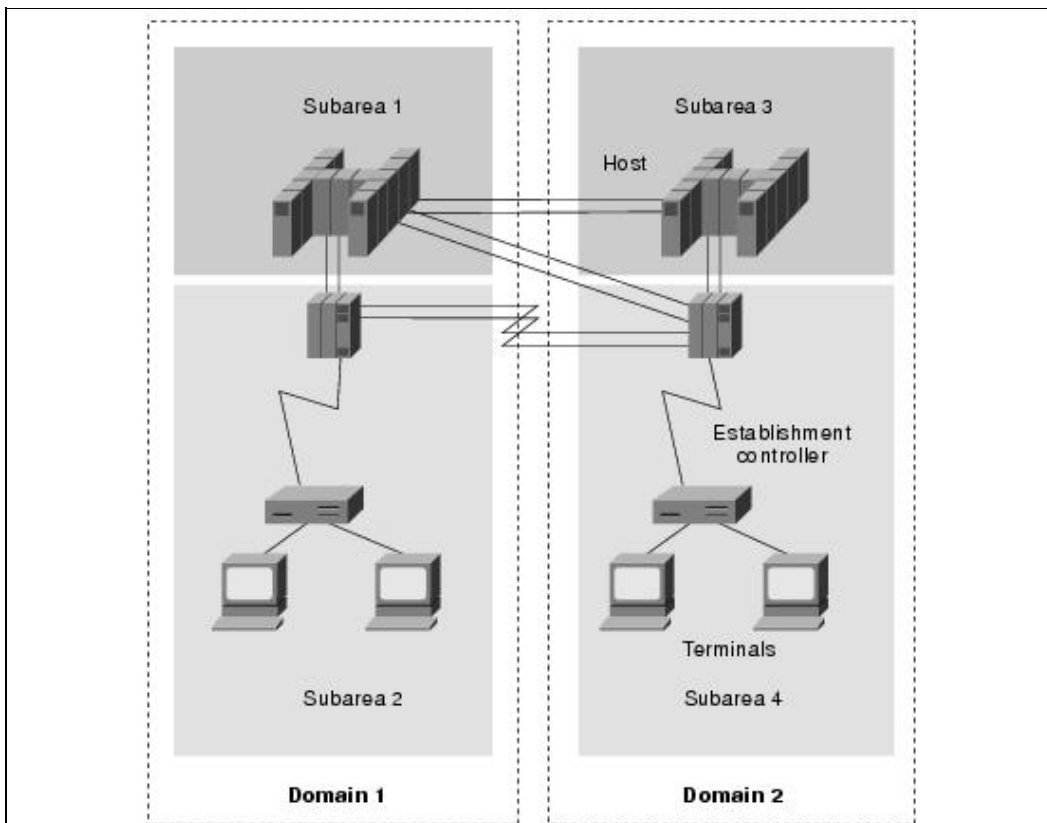 Subarea 1
Subarea 3
Host
Establishment
controller
Terminals
Subarea 2
Subarea 4
Domain 1
Domain 2